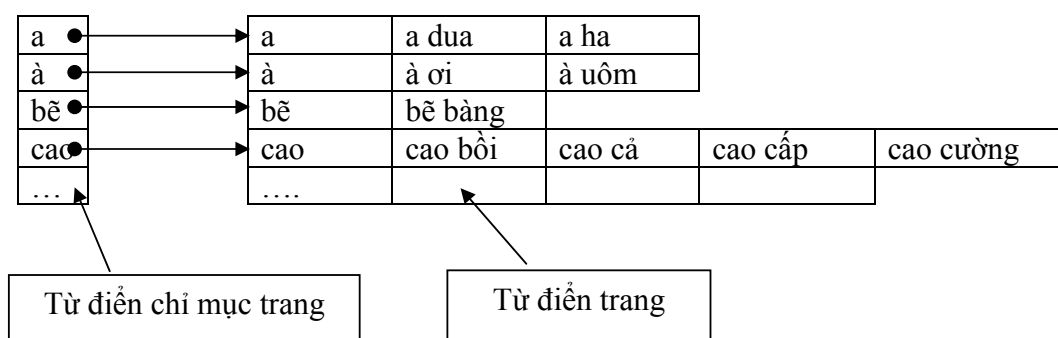 a a a dua a ha
à à à ơi à uôm
bẽ bẽ bẽ bàng
cao cao cao bồi cao cả cao cấp cao cường
… ….
Từ điển chỉ mục trang Từ điển trang